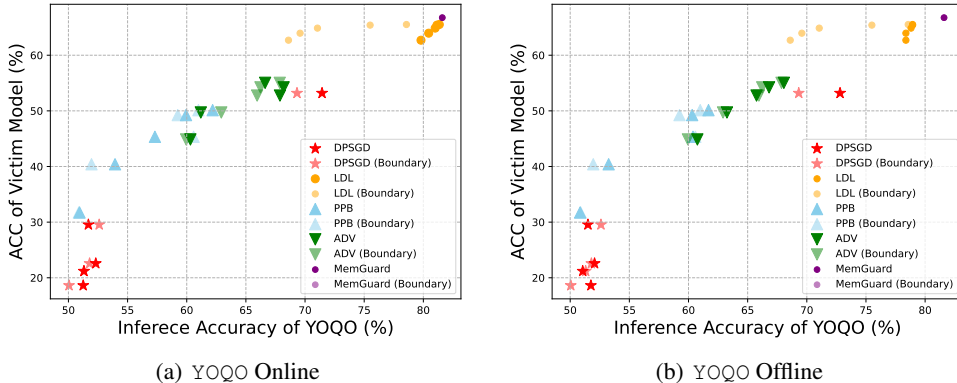 ACC of Victim Model (%)
60
50
40
30
20
DPSGD
DPSGD (Boundary)
LDL
LDL (Boundary)
PPB
PPB (Boundary)
ADV
ADV (Boundary)
MemGuard
MemGuard (Boundary)
50 55 60 65 70 75 80
Inferece Accuracy of YOQO (%)
(a) YOQO Online
ACC of Victim Model (%)
60
50
40
30
20
DPSGD
DPSGD (Boundary)
LDL
LDL (Boundary)
PPB
PPB (Boundary)
ADV
ADV (Boundary)
MemGuard
MemGuard (Boundary)
50 55 60 65 70 75 80
Inference Accuracy of YOQO (%)
(b) YOQO Offline